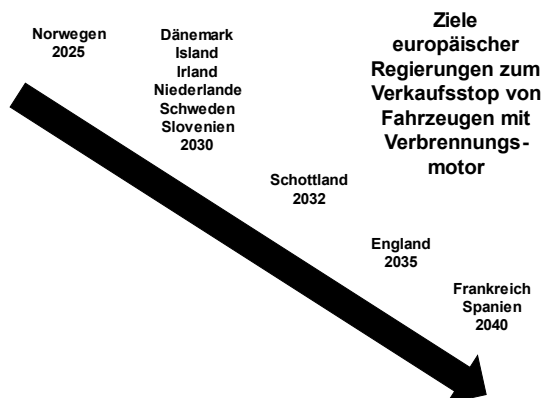 Norwegen
2025
Dänemark
Island
Irland
Niederlande
Schweden
Slovenien
2030
Ziele
europäischer
Regierungen zum
Verkaufsstop von
Fahrzeugen mit
Verbrennungs-
motor
Schottland
2032
England
2035
Frankreich
Spanien
2040